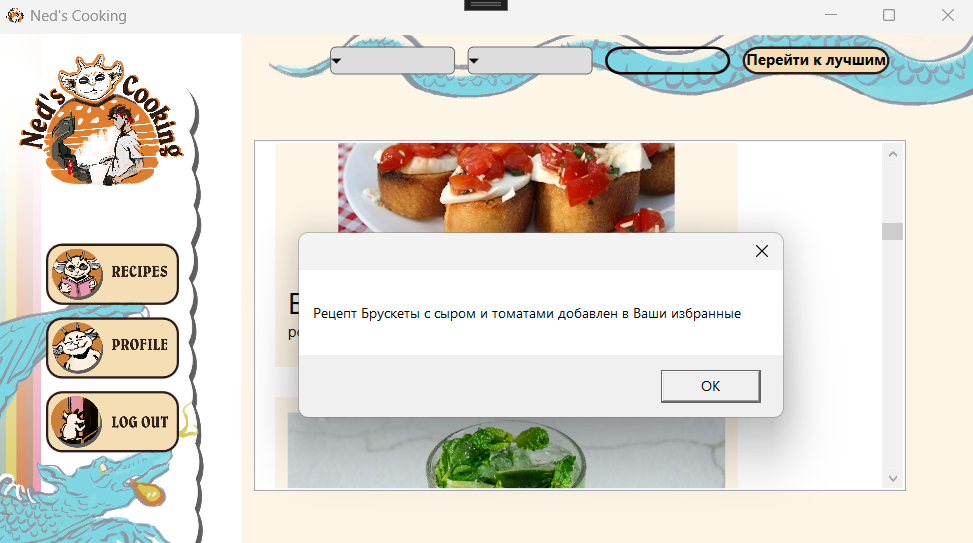 Ned's Cooking
Перейти к лучшим
Ned's Cooking
RECIPES
PROFILE
LOG OUT
Рецепт Брускеты с сыром и томатами добавлен в Ваши избранные
OK